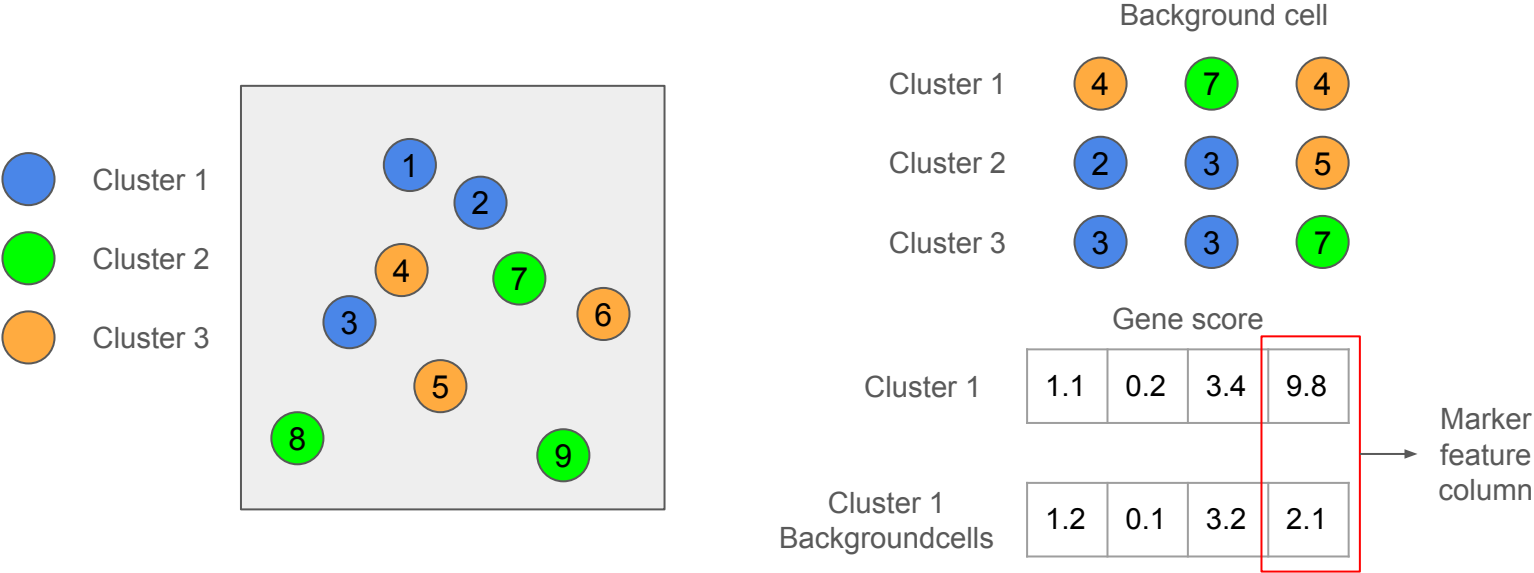 Cluster 1
Cluster 2
Cluster 3
1
2
4
7
3
6
5
8
9
Background cell
Cluster 1 4 7 4
Cluster 2 2 3 5
Cluster 3 3 3 7
Gene score
Cluster 1 1.1 0.2 3.4 9.8
Cluster 1
Backgroundcells
1.2 0.1 3.2 2.1
Marker
feature
column